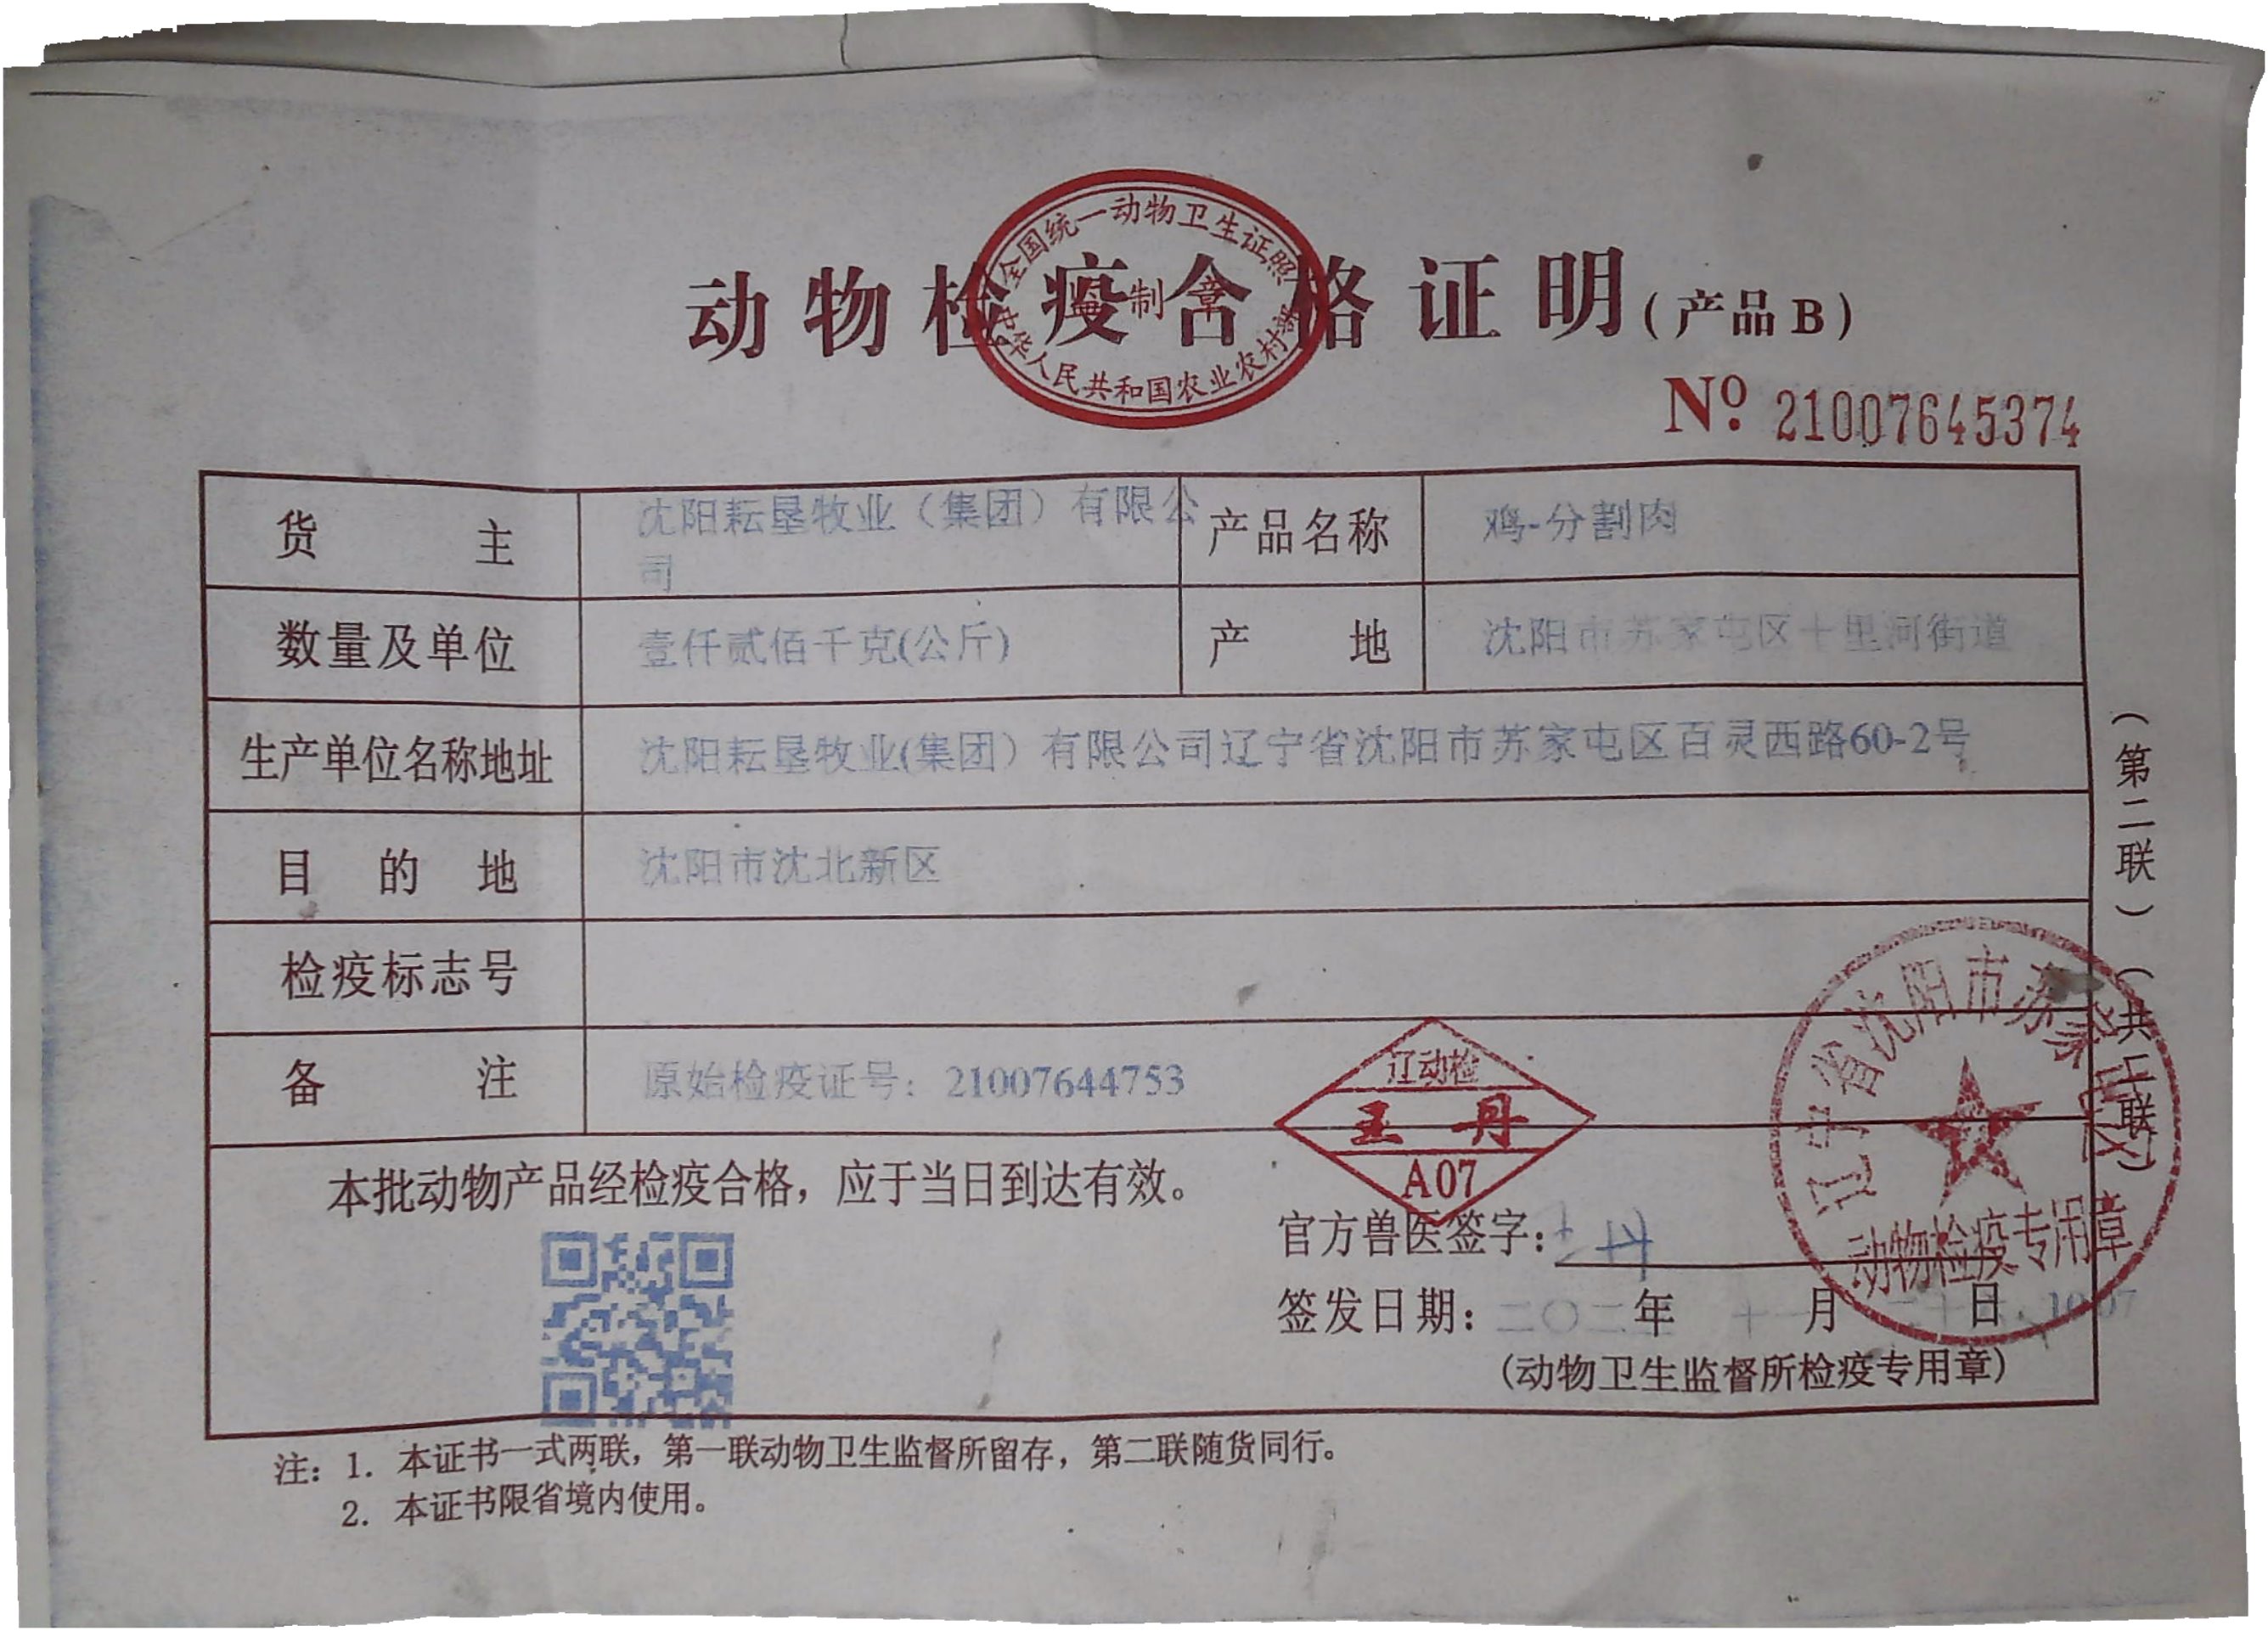 动物检疫合格证明(产品B)
全国统一动物卫生证照
监制章
中华人民共和国农业农村部
No. 21007645374
货主 沈阳耘垦牧业（集团）有限公司 产品名称 鸡-分割肉
数量及单位 壹仟贰佰千克(公斤) 产地 沈阳市苏家屯区十里河街道
生产单位名称地址 沈阳耘垦牧业(集团）有限公司辽宁省沈阳市苏家屯区百灵西路60-2号
目的地 沈阳市沈北新区
检疫标志号
备注 原始检疫证号：21007644753
辽动检
王丹
A07
本批动物产品经检疫合格，应于当日到达有效。
官方兽医签字：
签发日期：二〇二 年 十一月 二十 日
(动物卫生监督所检疫专用章)
辽宁省沈阳市苏家屯区
动物检疫专用章
（第二联）（共二联）
注：1. 本证书一式两联，第一联动物卫生监督所留存，第二联随货同行。
2. 本证书限省境内使用。